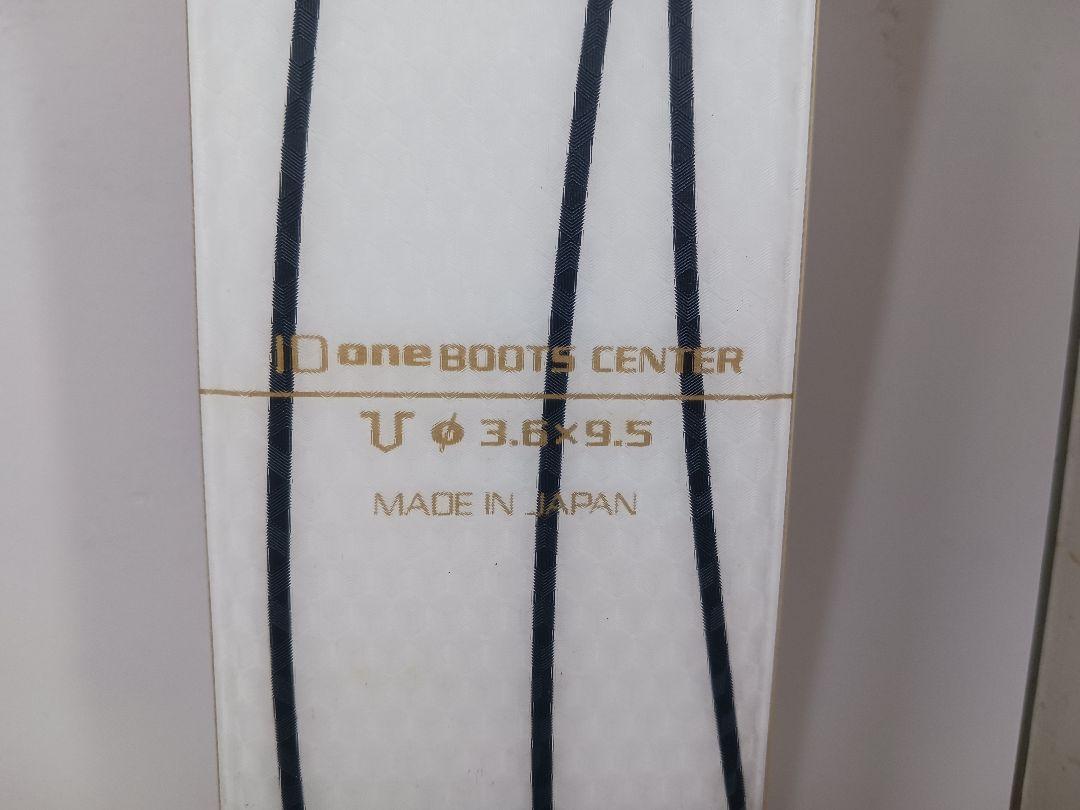 ID one BOOTS CENTER
ϕ 3.6×9.5
MADE IN JAPAN